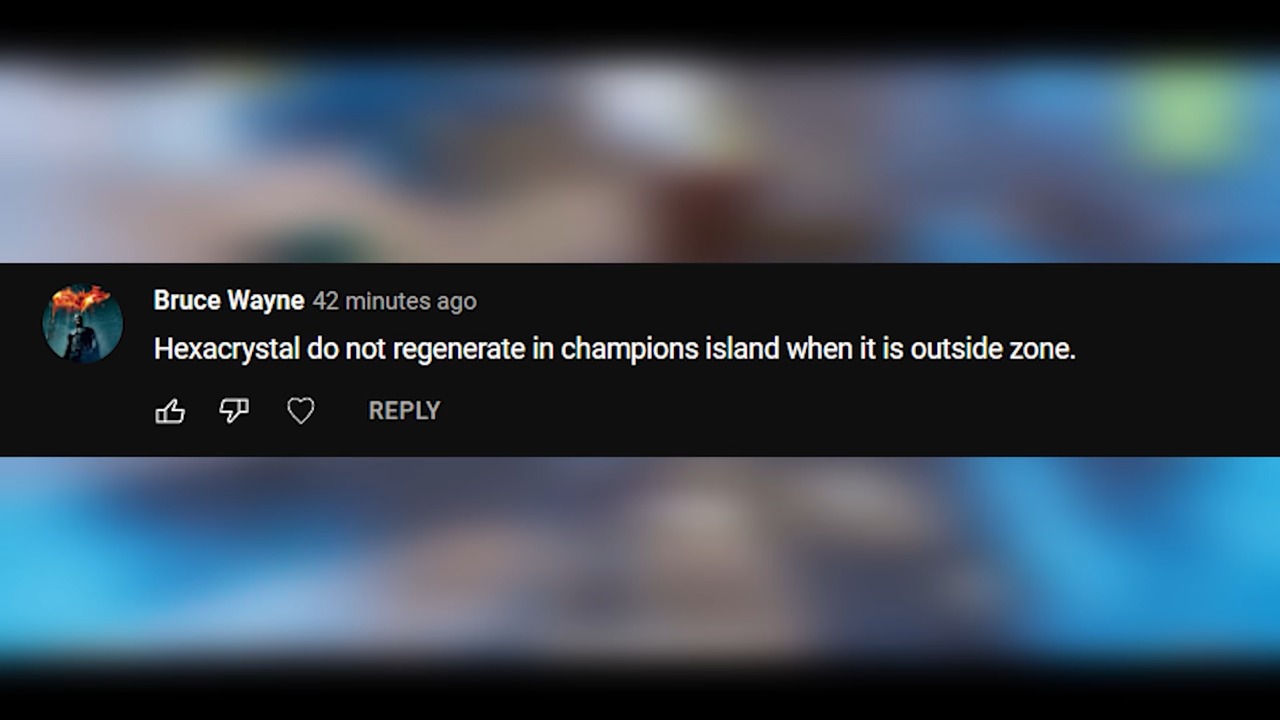 Bruce Wayne 42 minutes ago
Hexacrystal do not regenerate in champions island when it is outside zone.
REPLY